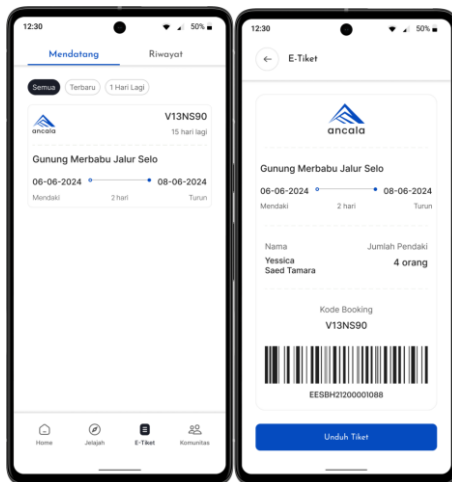 12:30
50%
Mendatang
Riwayat
Semua
Terbaru
1 Hari Lagi
ancala
V13NS90
15 hari lagi
Gunung Merbabu Jalur Selo
06-06-2024
08-06-2024
Mendaki
2 hari
Turun
Home
Jelajah
E-Tiket
Komunitas
12:30
50%
E-Tiket
ancala
Gunung Merbabu Jalur Selo
06-06-2024
08-06-2024
Mendaki
2 hari
Turun
Nama
Jumlah Pendaki
Yessica
Saed Tamara
4 orang
Kode Booking
V13NS90
EESBH21200001088
Unduh Tiket